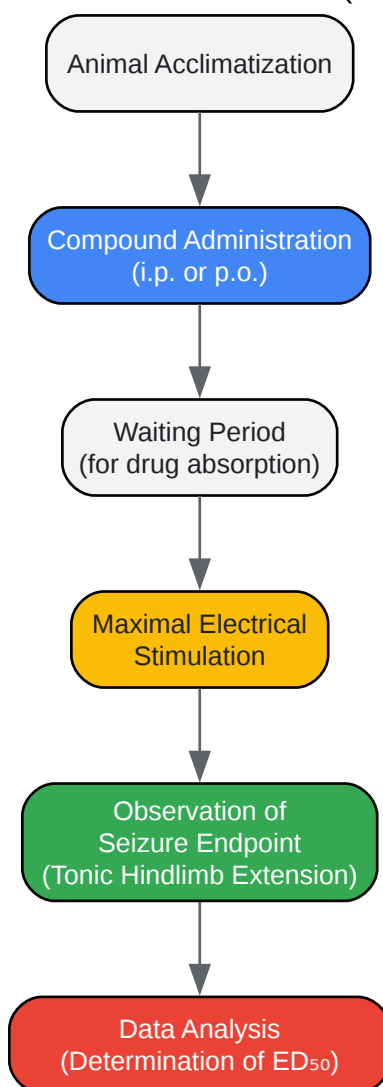 Animal Acclimatization
Compound Administration
(i.p. or p.o.)
Waiting Period
(for drug absorption)
Maximal Electrical
Stimulation
Observation of
Seizure Endpoint
(Tonic Hindlimb Extension)
Data Analysis
(Determination of ED₅₀)